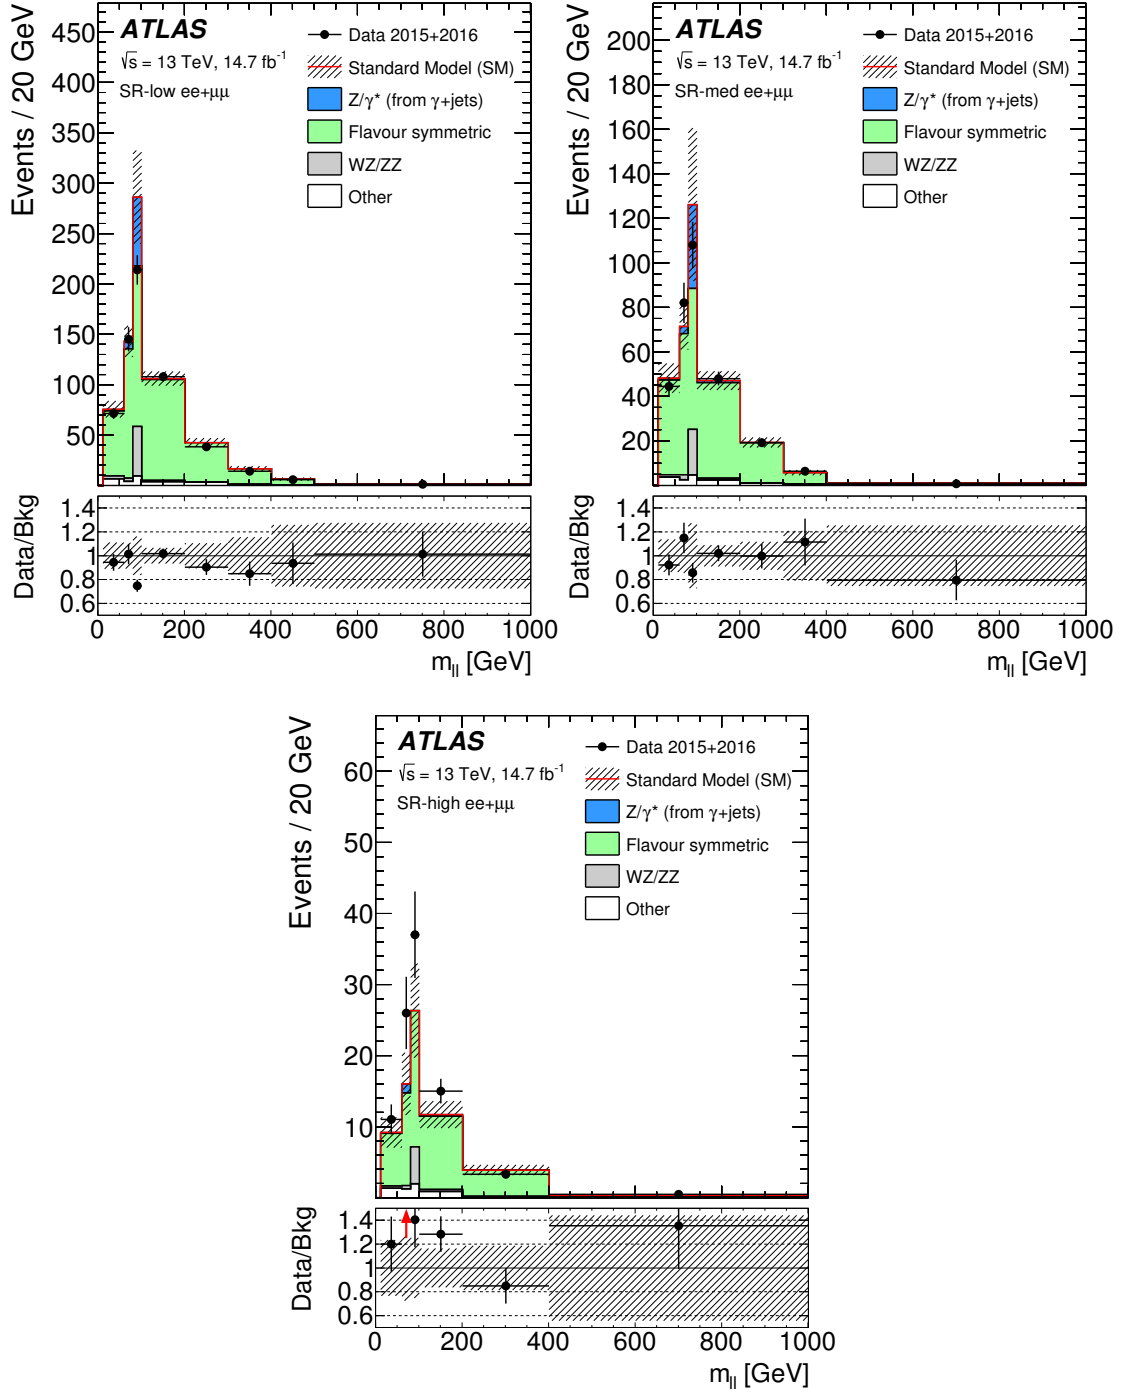 ATLAS
√s = 13 TeV, 14.7 fb⁻¹
SR-low ee+μμ
Data 2015+2016
Standard Model (SM)
Z/γ* (from γ+jets)
Flavour symmetric
WZ/ZZ
Other
Events / 20 GeV
450
400
350
300
250
200
150
100
50
Data/Bkg
1.4
1.2
1
0.8
0.6
0 200 400 600 800 1000
m_ll [GeV]
ATLAS
√s = 13 TeV, 14.7 fb⁻¹
SR-med ee+μμ
Data 2015+2016
Standard Model (SM)
Z/γ* (from γ+jets)
Flavour symmetric
WZ/ZZ
Other
Events / 20 GeV
200
180
160
140
120
100
80
60
40
20
Data/Bkg
1.4
1.2
1
0.8
0.6
0 200 400 600 800 1000
m_ll [GeV]
ATLAS
√s = 13 TeV, 14.7 fb⁻¹
SR-high ee+μμ
Data 2015+2016
Standard Model (SM)
Z/γ* (from γ+jets)
Flavour symmetric
WZ/ZZ
Other
Events / 20 GeV
60
50
40
30
20
10
Data/Bkg
1.4
1.2
1
0.8
0.6
0 200 400 600 800 1000
m_ll [GeV]